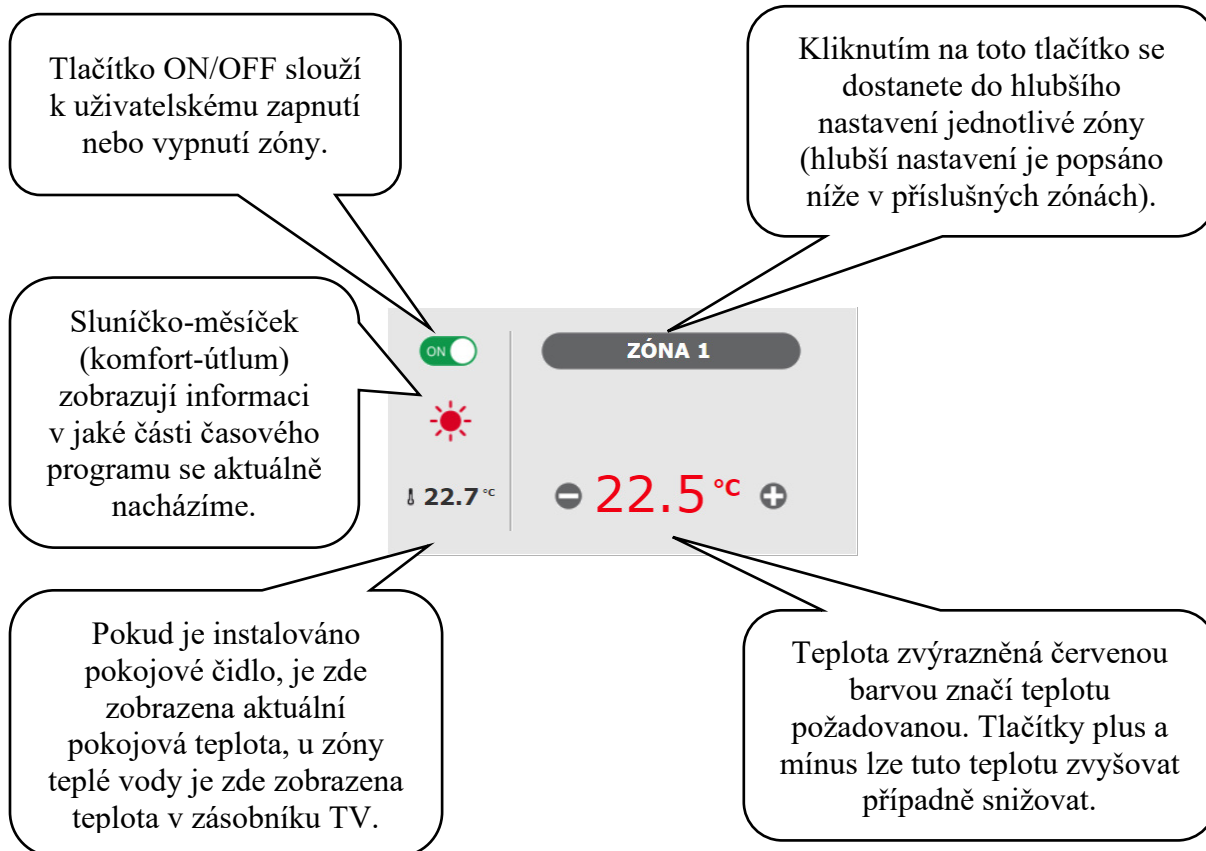 Tlačítko ON/OFF slouží
k uživatelskému zapnutí
nebo vypnutí zóny.
Kliknutím na toto tlačítko se
dostanete do hlubšího
nastavení jednotlivé zóny
(hlubší nastavení je popsáno
níže v příslušných zónách).
Sluníčko-měsíček
(komfort-útlum)
zobrazují informaci
v jaké části časového
programu se aktuálně
nacházíme.
ON
ZÓNA 1
22.7 °C
22.5 °C
Pokud je instalováno
pokojové čidlo, je zde
zobrazena aktuální
pokojová teplota, u zóny
teplé vody je zde zobrazena
teplota v zásobníku TV.
Teplota zvýrazněná červenou
barvou značí teplotu
požadovanou. Tlačítky plus a
mínus lze tuto teplotu zvyšovat
případně snižovat.